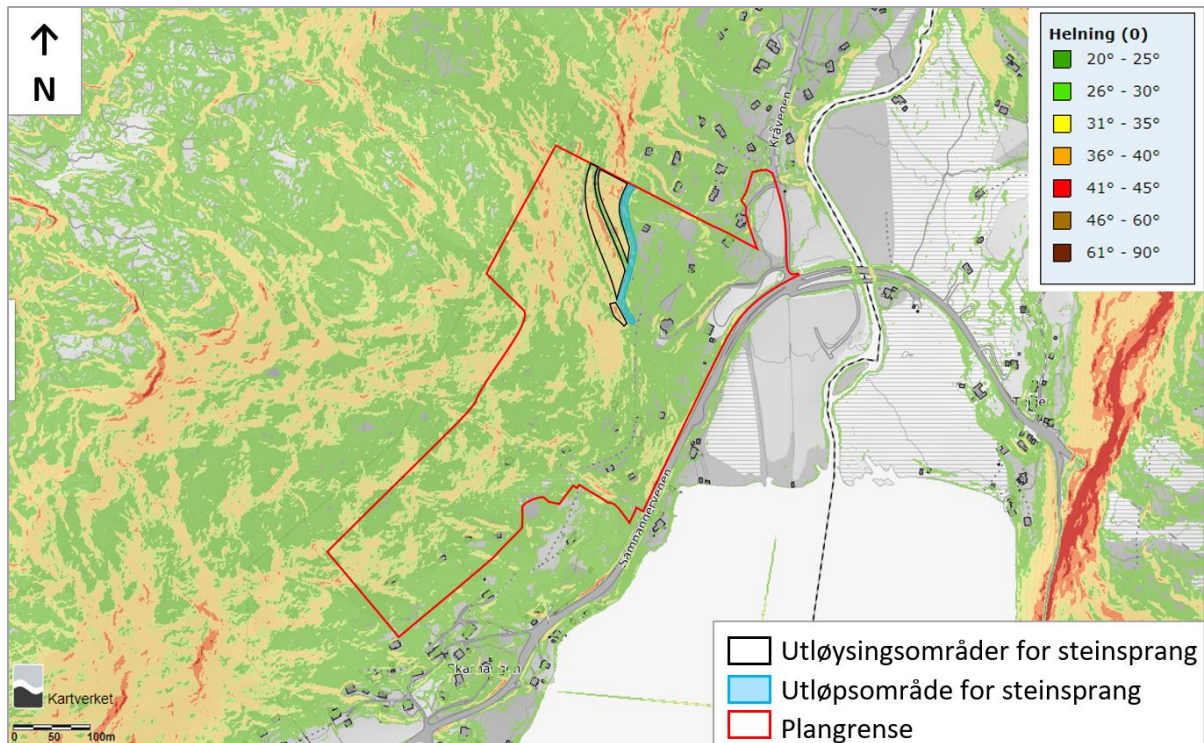 N
Helning (0)
20° - 25°
26° - 30°
31° - 35°
36° - 40°
41° - 45°
46° - 60°
61° - 90°
Kråvegen
Samnangervegen
Skarhaugen
Kartverket
0 50 100m
Utløysingsområder for steinsprang
Utløpsområde for steinsprang
Plangrense